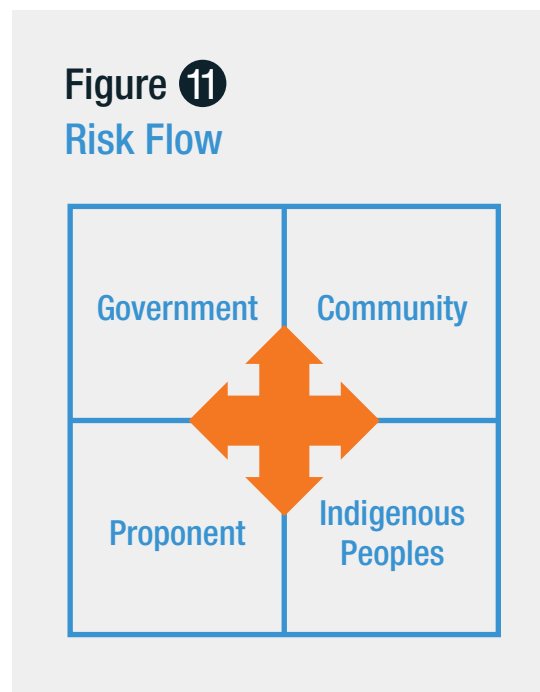 Figure 11
Risk Flow
Government
Community
Proponent
Indigenous
Peoples